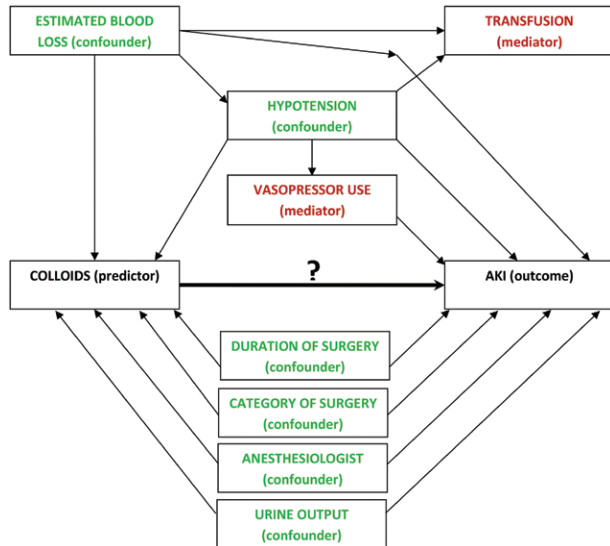 ESTIMATED BLOOD
LOSS (confounder)
TRANSFUSION
(mediator)
HYPOTENSION
(confounder)
VASOPRESSOR USE
(mediator)
COLLOIDS (predictor)
?
AKI (outcome)
DURATION OF SURGERY
(confounder)
CATEGORY OF SURGERY
(confounder)
ANESTHESIOLOGIST
(confounder)
URINE OUTPUT
(confounder)